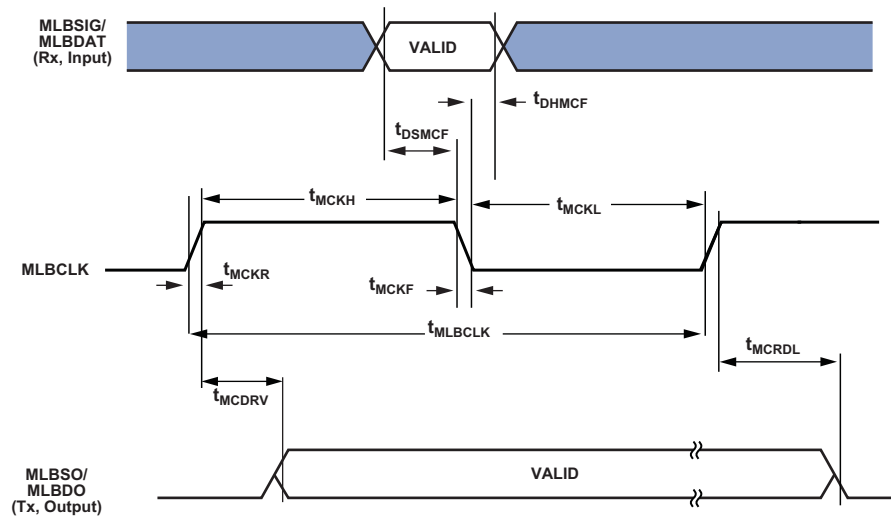 MLBSIG/
MLBDAT
(Rx, Input)
VALID
tDHMCF
tDSMCF
tMCKH
tMCKL
MLBCLK
tMCKR
tMCKF
tMLBCLK
tMCRDL
tMCDRV
MLBSO/
MLBDO
(Tx, Output)
VALID